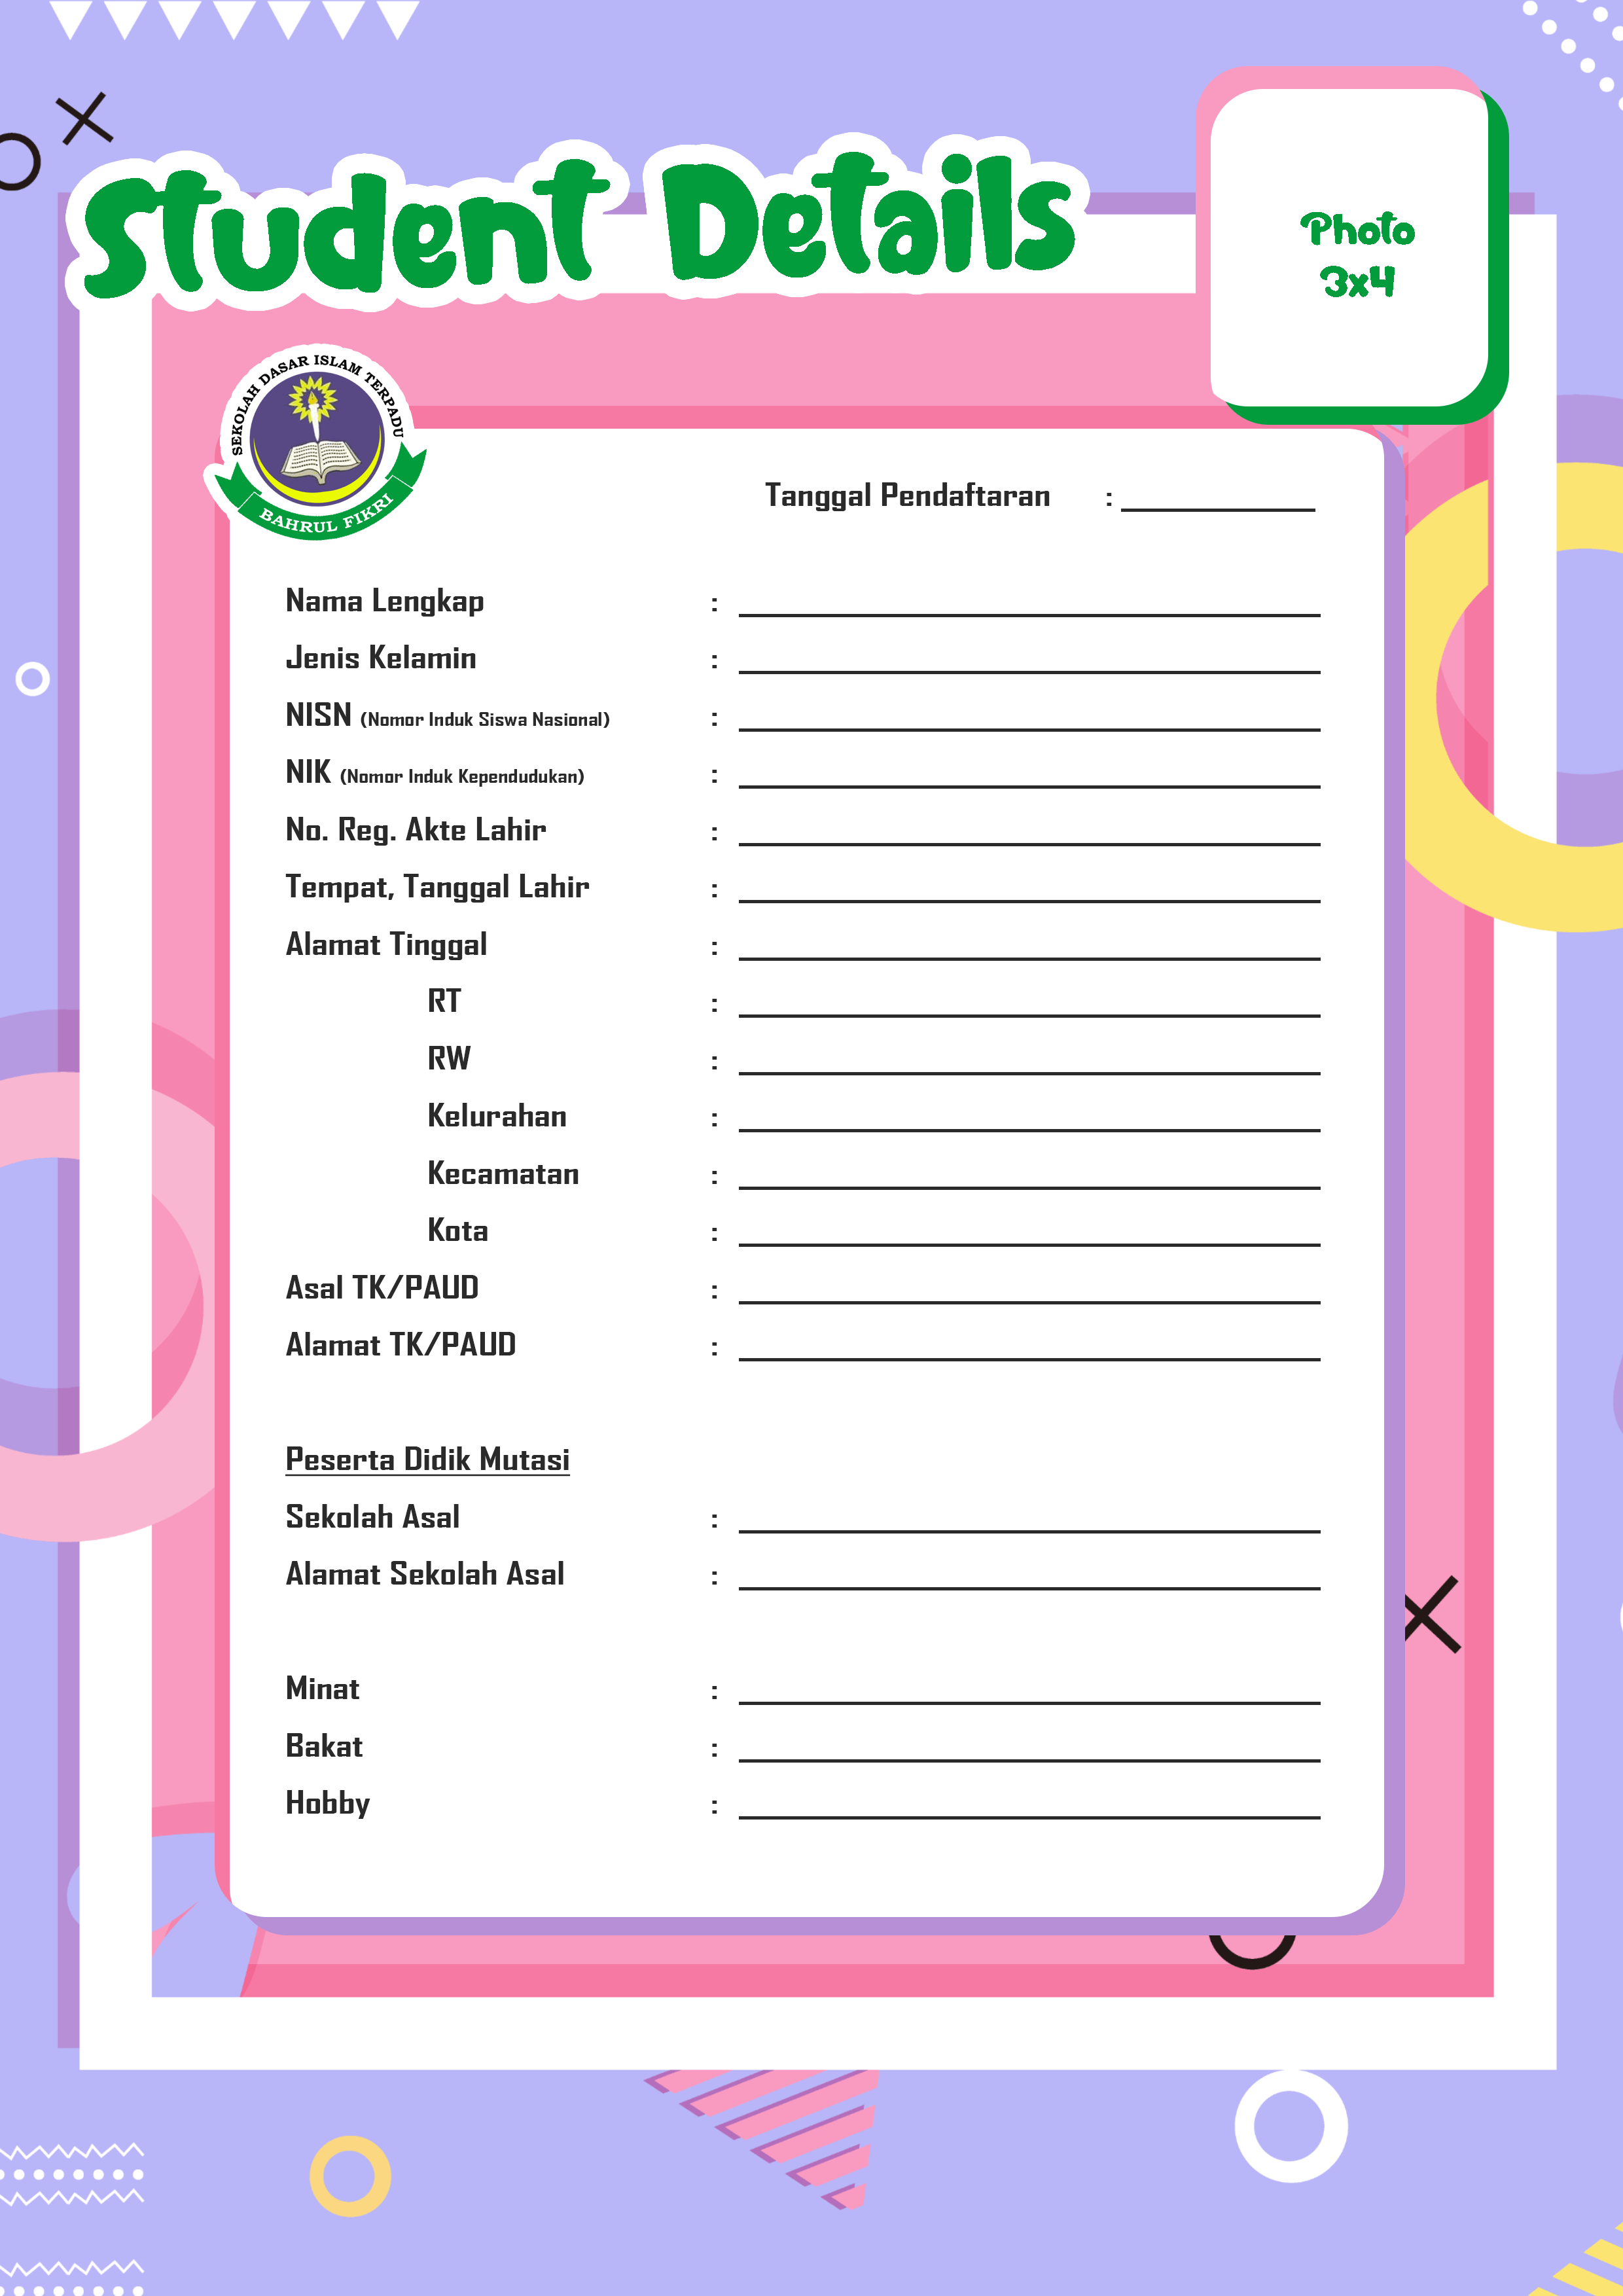 Student Details
Photo
3x4
SEKOLAH DASAR ISLAM TERPADU
BAHRUL FIKRI
Tanggal Pendaftaran : ____________
Nama Lengkap : ____________
Jenis Kelamin : ____________
NISN (Nomor Induk Siswa Nasional) : ____________
NIK (Nomor Induk Kependudukan) : ____________
No. Reg. Akte Lahir : ____________
Tempat, Tanggal Lahir : ____________
Alamat Tinggal : ____________
RT : ____________
RW : ____________
Kelurahan : ____________
Kecamatan : ____________
Kota : ____________
Asal TK/PAUD : ____________
Alamat TK/PAUD : ____________
Peserta Didik Mutasi
Sekolah Asal : ____________
Alamat Sekolah Asal : ____________
Minat : ____________
Bakat : ____________
Hobby : ____________